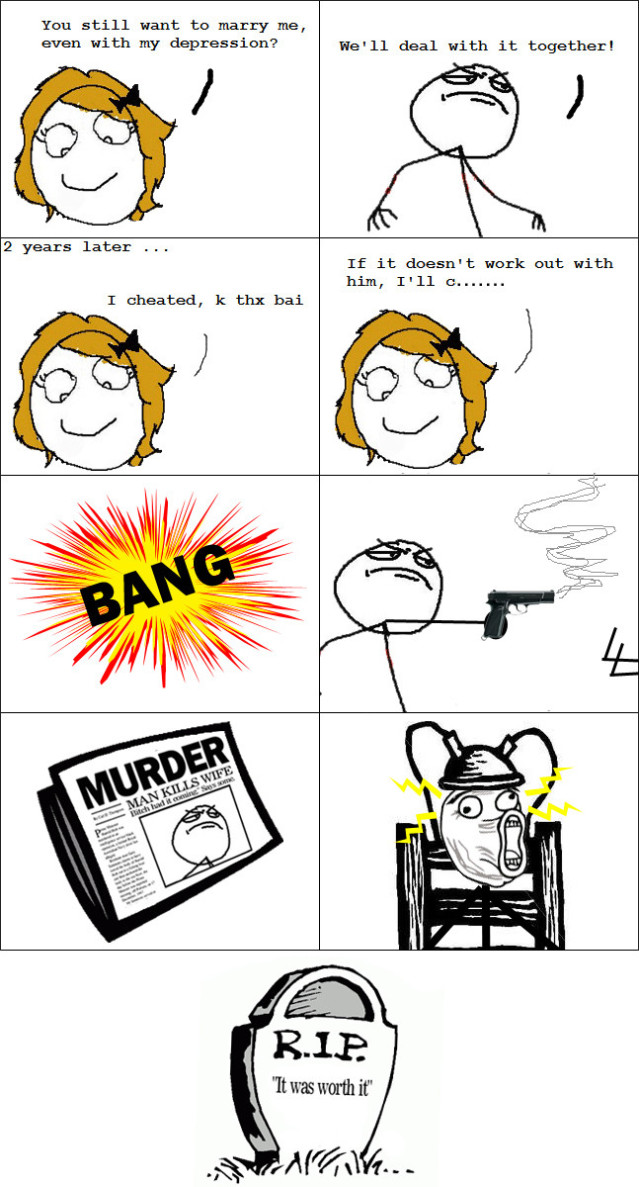 You still want to marry me,
even with my depression?
We'll deal with it together!
2 years later ...
I cheated, k thx bai
If it doesn't work out with
him, I'll c.......
BANG
MURDER
MAN KILLS WIFE
Bitch had it coming," Says some.
R.I.P.
"It was worth it"